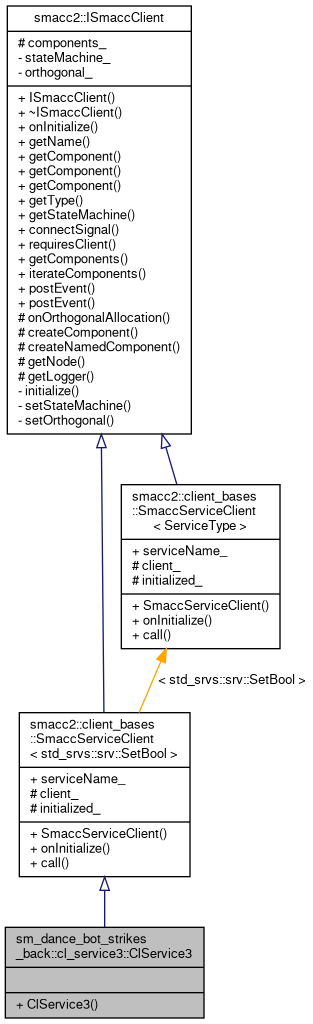 smacc2::ISmaccClient
# components_
- stateMachine_
- orthogonal_
+ ISmaccClient()
+ ~ISmaccClient()
+ onInitialize()
+ getName()
+ getComponent()
+ getComponent()
+ getComponent()
+ getType()
+ getStateMachine()
+ connectSignal()
+ requiresClient()
+ getComponents()
+ iterateComponents()
+ postEvent()
+ postEvent()
# onOrthogonalAllocation()
# createComponent()
# createNamedComponent()
# getNode()
# getLogger()
- initialize()
- setStateMachine()
- setOrthogonal()
smacc2::client_bases
::SmaccServiceClient
< ServiceType >
+ serviceName_
# client_
# initialized_
+ SmaccServiceClient()
+ onInitialize()
+ call()
< std_srvs::srv::SetBool >
smacc2::client_bases
::SmaccServiceClient
< std_srvs::srv::SetBool >
+ serviceName_
# client_
# initialized_
+ SmaccServiceClient()
+ onInitialize()
+ call()
sm_dance_bot_strikes
_back::cl_service3::ClService3
+ ClService3()